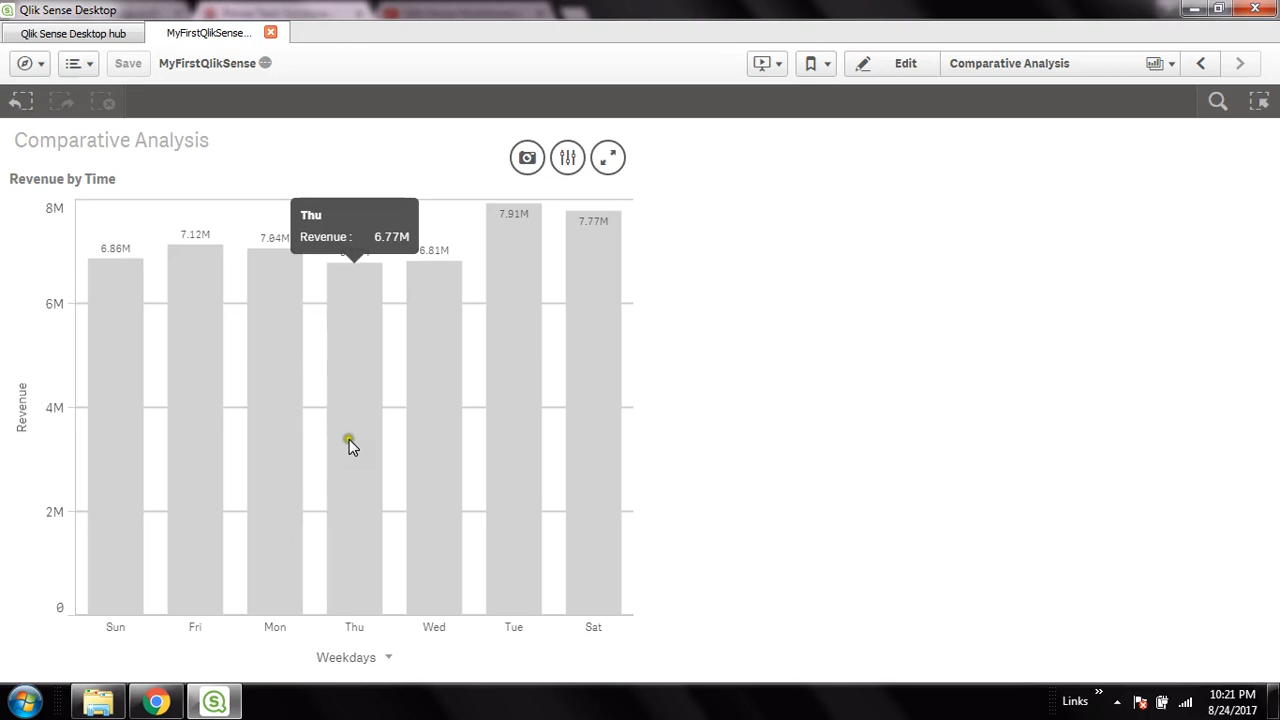 Qlik Sense Desktop
Qlik Sense Desktop hub
MyFirstQlikSense...
Save
MyFirstQlikSense
Edit
Comparative Analysis
Comparative Analysis
Revenue by Time
8M
6M
4M
2M
0
Revenue
6.86M
7.12M
7.04M
Thu
Revenue : 6.77M
6.81M
7.91M
7.77M
Sun Fri Mon Thu Wed Tue Sat
Weekdays
Links
10:21 PM
8/24/2017